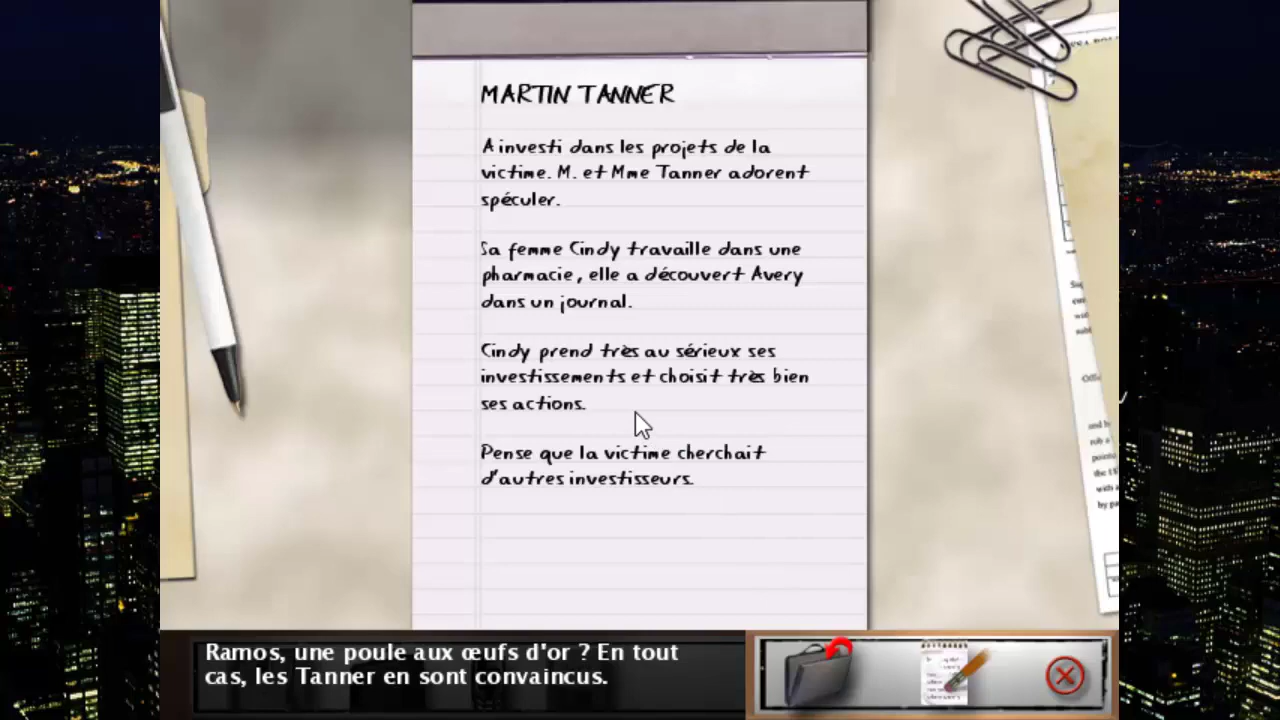 MARTIN TANNER
A investi dans les projets de la
victime. M. et Mme Tanner adorent
spéculer.
Sa femme Cindy travaille dans une
pharmacie, elle a découvert Avery
dans un journal.
Cindy prend très au sérieux ses
investissements et choisit très bien
ses actions.
Pense que la victime cherchait
d'autres investisseurs.
Ramos, une poule aux œufs d'or ? En tout
cas, les Tanner en sont convaincus.